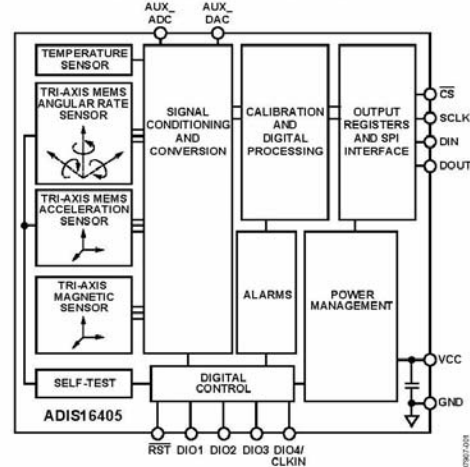 AUX_
ADC
AUX_
DAC
TEMPERATURE
SENSOR
TRI-AXIS MEMS
ANGULAR RATE
SENSOR
TRI-AXIS MEMS
ACCELERATION
SENSOR
TRI-AXIS
MAGNETIC
SENSOR
SELF-TEST
SIGNAL
CONDITIONING
AND
CONVERSION
CALIBRATION
AND
DIGITAL
PROCESSING
OUTPUT
REGISTERS
AND SPI
INTERFACE
ALARMS
POWER
MANAGEMENT
DIGITAL
CONTROL
CS
SCLK
DIN
DOUT
VCC
GND
ADIS16405
RST
DIO1
DIO2
DIO3
DIO4/
CLKIN